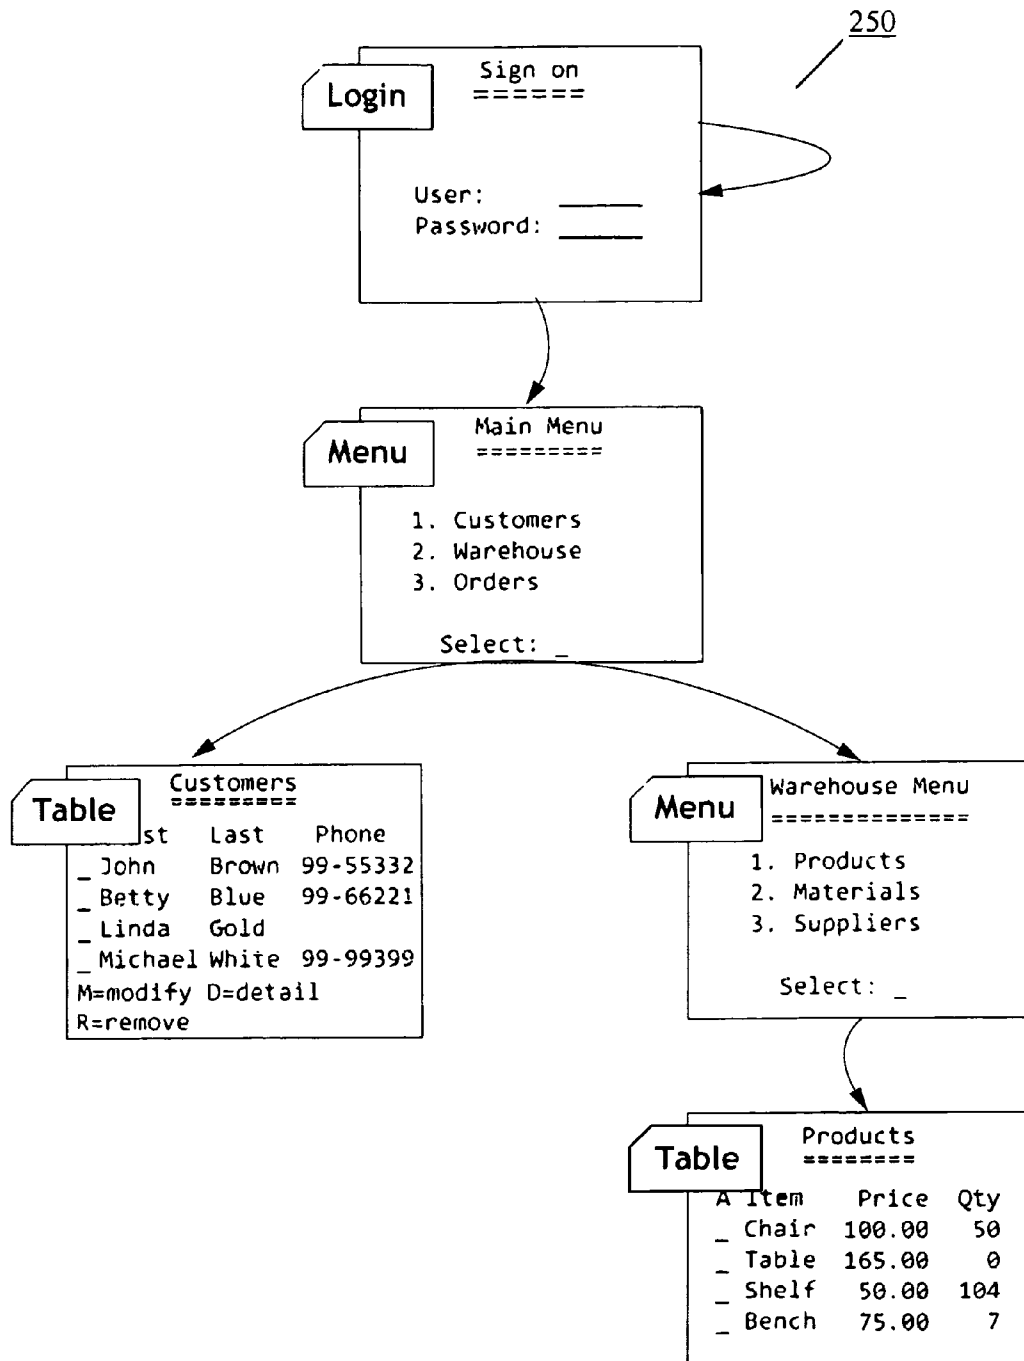 250
Sign on
======
Login
User: ______
Password: ______
Main Menu
=========
Menu
1. Customers
2. Warehouse
3. Orders
Select: _
Customers
=========
Table
st Last Phone
_ John Brown 99-55332
_ Betty Blue 99-66221
_ Linda Gold
_ Michael White 99-99399
M=modify D=detail
R=remove
Warehouse Menu
==============
Menu
1. Products
2. Materials
3. Suppliers
Select: _
Products
========
Table
A Item Price Qty
_ Chair 100.00 50
_ Table 165.00 0
_ Shelf 50.00 104
_ Bench 75.00 7